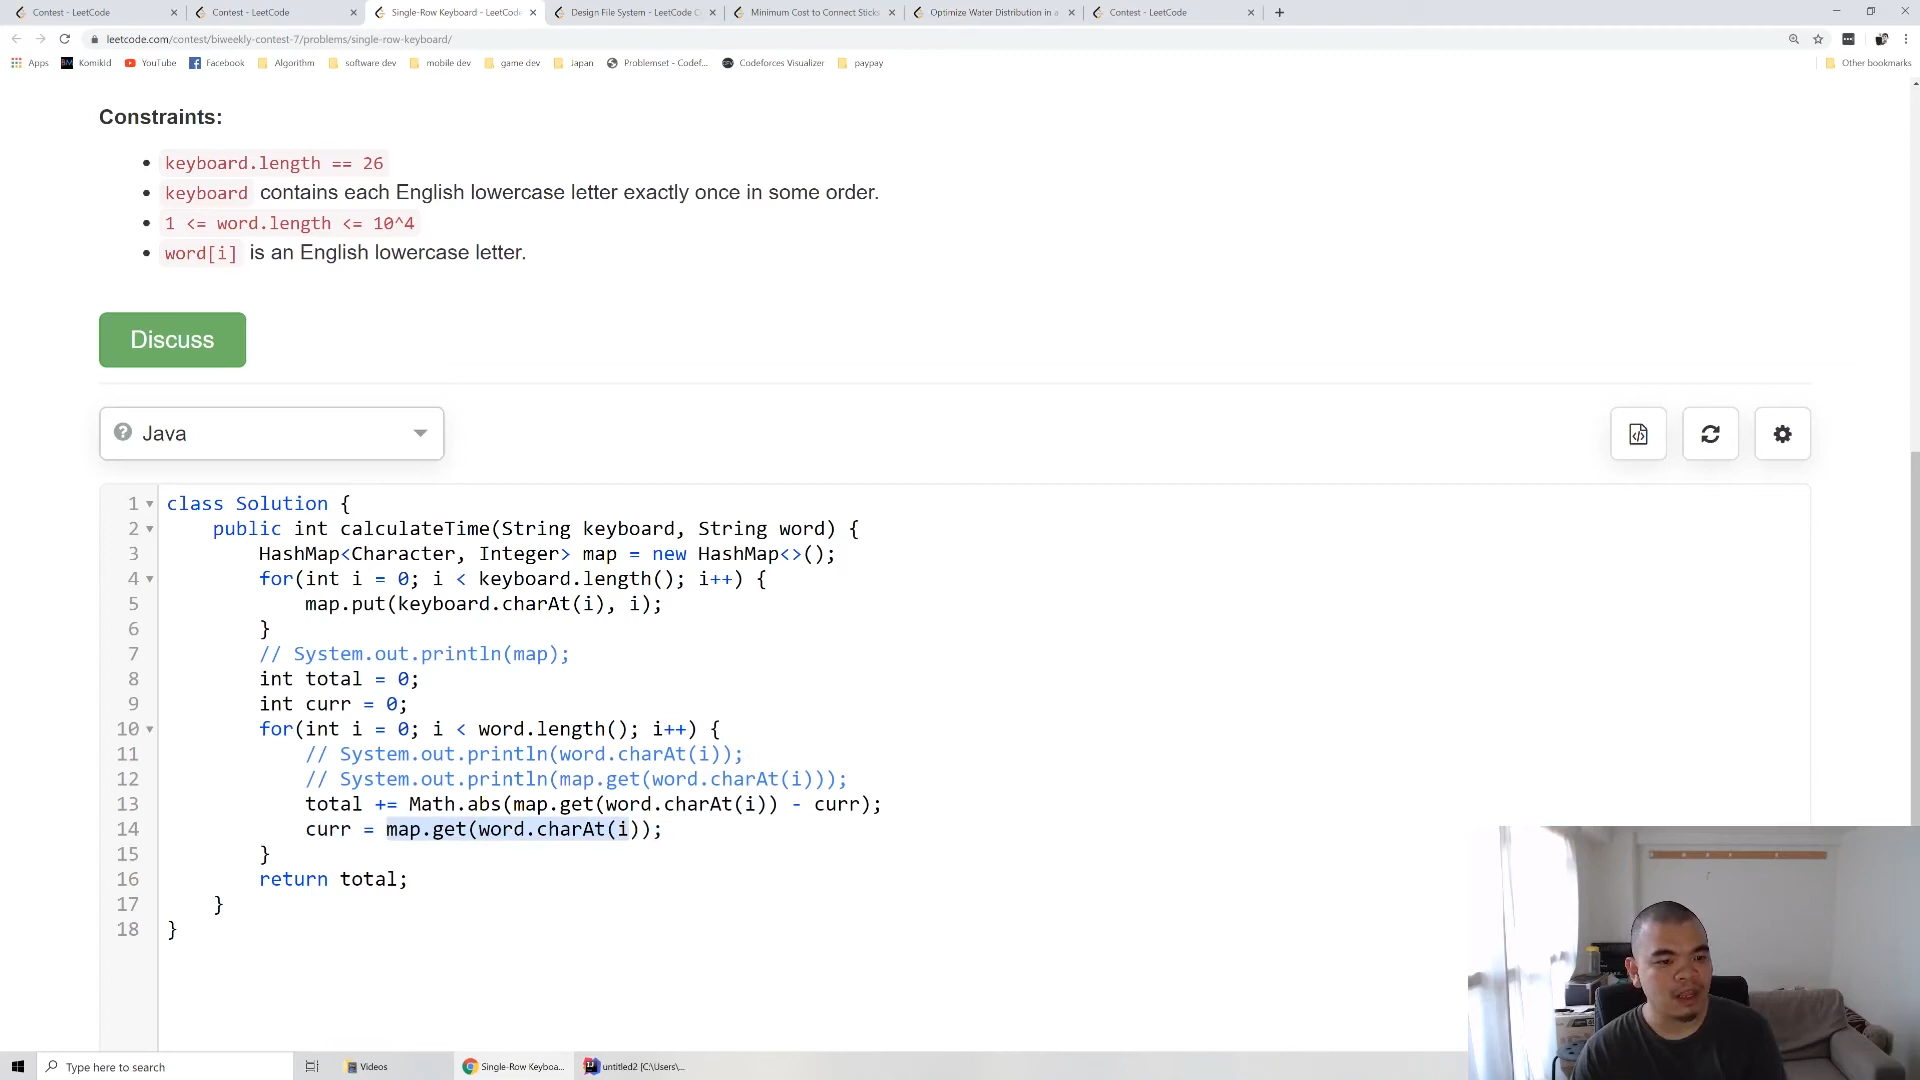 Contest - LeetCode
Contest - LeetCode
Single-Row Keyboard - LeetCode
Design File System - LeetCode C
Minimum Cost to Connect Sticks
Optimize Water Distribution in a
Contest - LeetCode
leetcode.com/contest/biweekly-contest-7/problems/single-row-keyboard/
Apps
Komikld
YouTube
Facebook
Algorithm
software dev
mobile dev
game dev
Japan
Problemset - Codef...
Codeforces Visualizer
paypay
Other bookmarks
Constraints:
keyboard.length == 26
keyboard contains each English lowercase letter exactly once in some order.
1 <= word.length <= 10^4
word[i] is an English lowercase letter.
Discuss
Java
1 class Solution {
2 public int calculateTime(String keyboard, String word) {
3 HashMap<Character, Integer> map = new HashMap<>();
4 for(int i = 0; i < keyboard.length(); i++) {
5 map.put(keyboard.charAt(i), i);
6 }
7 // System.out.println(map);
8 int total = 0;
9 int curr = 0;
10 for(int i = 0; i < word.length(); i++) {
11 // System.out.println(word.charAt(i));
12 // System.out.println(map.get(word.charAt(i)));
13 total += Math.abs(map.get(word.charAt(i)) - curr);
14 curr = map.get(word.charAt(i));
15 }
16 return total;
17 }
18 }
Type here to search
Videos
Single-Row Keyboa...
untitled2 [C:\Users\...